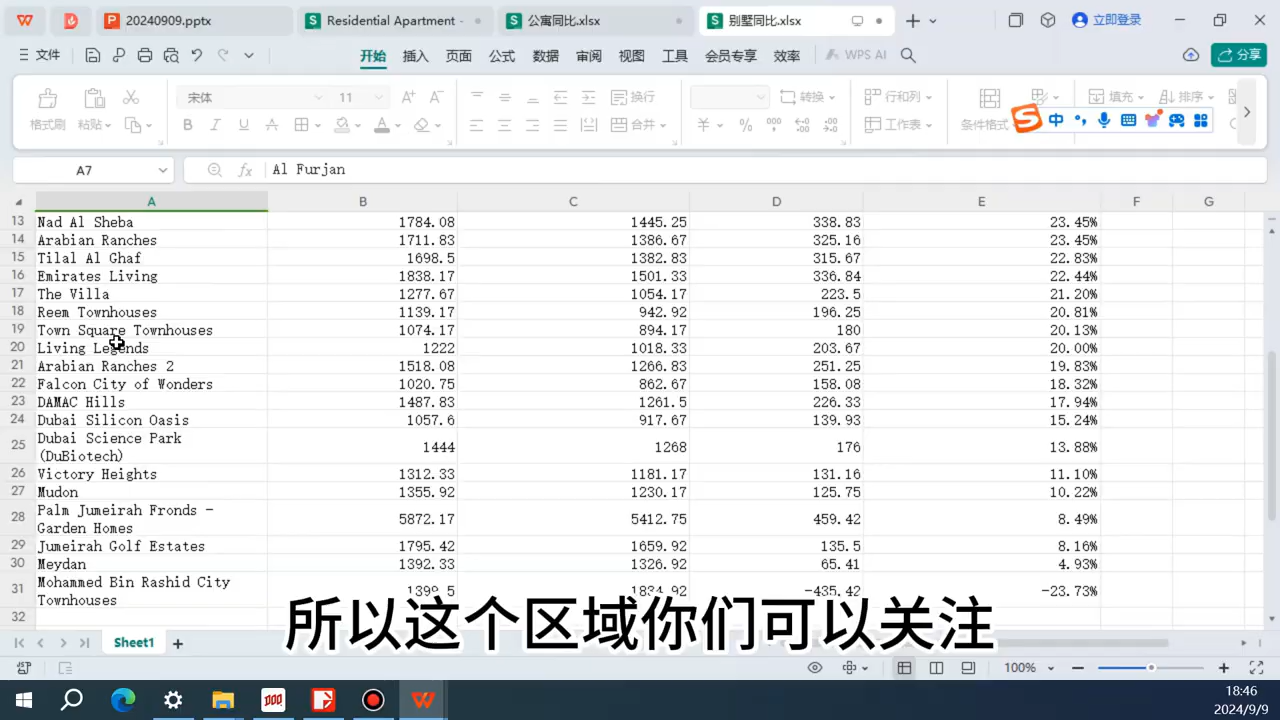 20240909.pptx
Residential Apartment -
公寓同比.xlsx
别墅同比.xlsx
立即登录
文件
开始
插入
页面
公式
数据
审阅
视图
工具
会员专享
效率
WPS AI
分享
宋体
11
换行
转换
行和列
填充
排序
格式刷
粘贴
合并
工作表
条件格式
中
A7
Al Furjan
A B C D E F G
13 Nad Al Sheba 1784.08 1445.25 338.83 23.45%
14 Arabian Ranches 1711.83 1386.67 325.16 23.45%
15 Tilal Al Ghaf 1698.5 1382.83 315.67 22.83%
16 Emirates Living 1838.17 1501.33 336.84 22.44%
17 The Villa 1277.67 1054.17 223.5 21.20%
18 Reem Townhouses 1139.17 942.92 196.25 20.81%
19 Town Square Townhouses 1074.17 894.17 180 20.13%
20 Living Legends 1222 1018.33 203.67 20.00%
21 Arabian Ranches 2 1518.08 1266.83 251.25 19.83%
22 Falcon City of Wonders 1020.75 862.67 158.08 18.32%
23 DAMAC Hills 1487.83 1261.5 226.33 17.94%
24 Dubai Silicon Oasis 1057.6 917.67 139.93 15.24%
Dubai Science Park
25 (DuBiotech) 1444 1268 176 13.88%
26 Victory Heights 1312.33 1181.17 131.16 11.10%
27 Mudon 1355.92 1230.17 125.75 10.22%
Palm Jumeirah Fronds -
28 Garden Homes 5872.17 5412.75 459.42 8.49%
29 Jumeirah Golf Estates 1795.42 1659.92 135.5 8.16%
30 Meydan 1392.33 1326.92 65.41 4.93%
Mohammed Bin Rashid City
31 Townhouses 1399.5 1834.92 -435.42 -23.73%
32
所以这个区域你们可以关注
Sheet1
100%
18:46
2024/9/9